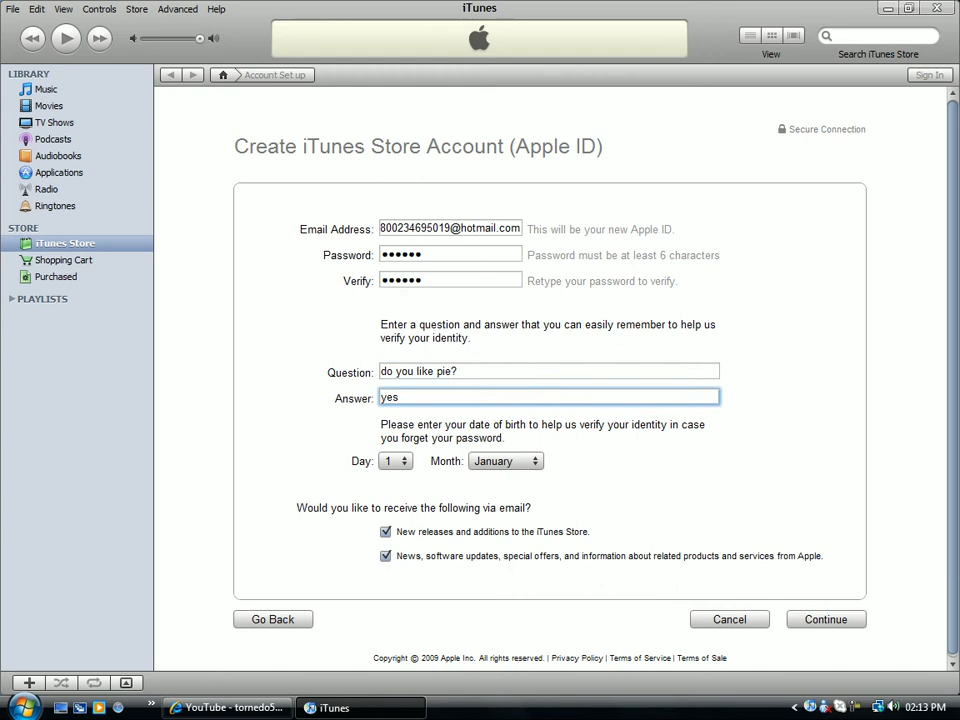 iTunes
File Edit View Controls Store Advanced Help
View
Search iTunes Store
LIBRARY
Music
Movies
TV Shows
Podcasts
Audiobooks
Applications
Radio
Ringtones
STORE
iTunes Store
Shopping Cart
Purchased
PLAYLISTS
Account Set up
Sign In
Secure Connection
Create iTunes Store Account (Apple ID)
Email Address: 800234695019@hotmail.com This will be your new Apple ID.
Password: •••••• Password must be at least 6 characters
Verify: •••••• Retype your password to verify.
Enter a question and answer that you can easily remember to help us
verify your identity.
Question: do you like pie?
Answer: yes
Please enter your date of birth to help us verify your identity in case
you forget your password.
Day: 1 Month: January
Would you like to receive the following via email?
New releases and additions to the iTunes Store.
News, software updates, special offers, and information about related products and services from Apple.
Go Back Cancel Continue
Copyright © 2009 Apple Inc. All rights reserved. | Privacy Policy | Terms of Service | Terms of Sale
YouTube - tornedo5... iTunes 02:13 PM